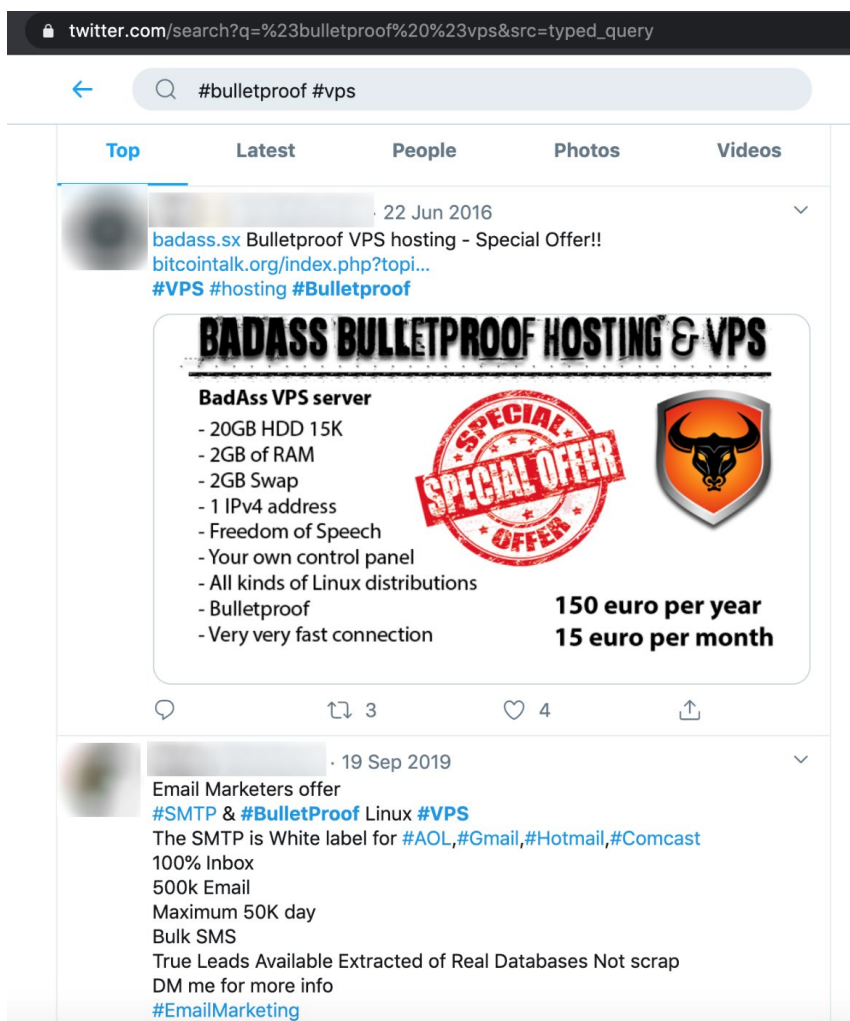 twitter.com/search?q=%23bulletproof%20%23vps&src=typed_query
#bulletproof #vps
Top Latest People Photos Videos
· 22 Jun 2016
badass.sx Bulletproof VPS hosting - Special Offer!!
bitcointalk.org/index.php?topi...
#VPS #hosting #Bulletproof
BADASS BULLETPROOF HOSTING & VPS
BadAss VPS server
- 20GB HDD 15K
- 2GB of RAM
- 2GB Swap
- 1 IPv4 address
- Freedom of Speech
- Your own control panel
- All kinds of Linux distributions
- Bulletproof
- Very very fast connection
SPECIAL
SPECIAL OFFER
OFFER
150 euro per year
15 euro per month
3 4
· 19 Sep 2019
Email Marketers offer
#SMTP & #BulletProof Linux #VPS
The SMTP is White label for #AOL,#Gmail,#Hotmail,#Comcast
100% Inbox
500k Email
Maximum 50K day
Bulk SMS
True Leads Available Extracted of Real Databases Not scrap
DM me for more info
#EmailMarketing